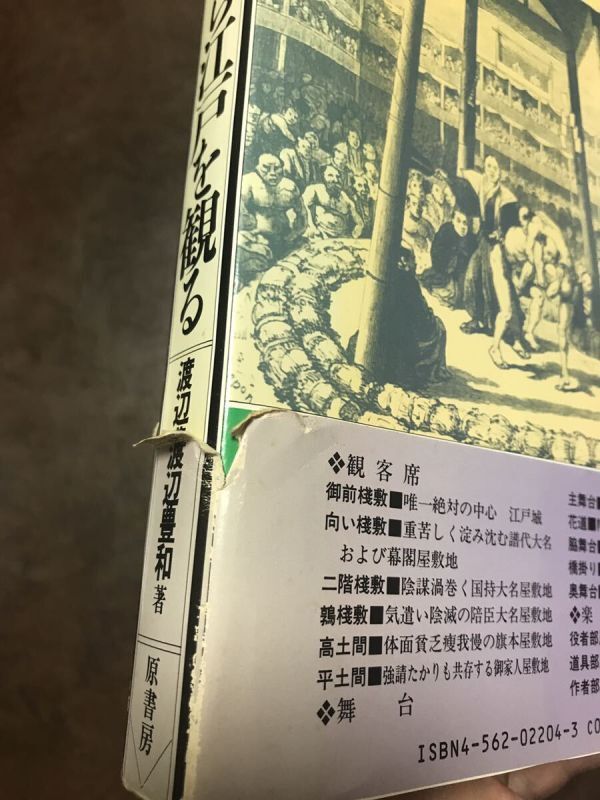 江戸を観る
渡辺
渡辺豊和 著
原書房
❖観客席
御前棧敷■唯一絶対の中心 江戸城
向い棧敷■重苦しく淀み沈む譜代大名
および幕閣屋敷地
二階棧敷■陰謀渦巻く国持大名屋敷地
鶉棧敷■気遣い陰滅の陪臣大名屋敷地
高土間■体面貧乏痩我慢の旗本屋敷地
平土間■強請たかりも共存する御家人屋敷地
❖舞 台
主舞台■
花道■
脇舞台
橋掛り■
奥舞台
❖楽
役者部
道具部
作者部
ISBN4-562-02204-3 C0